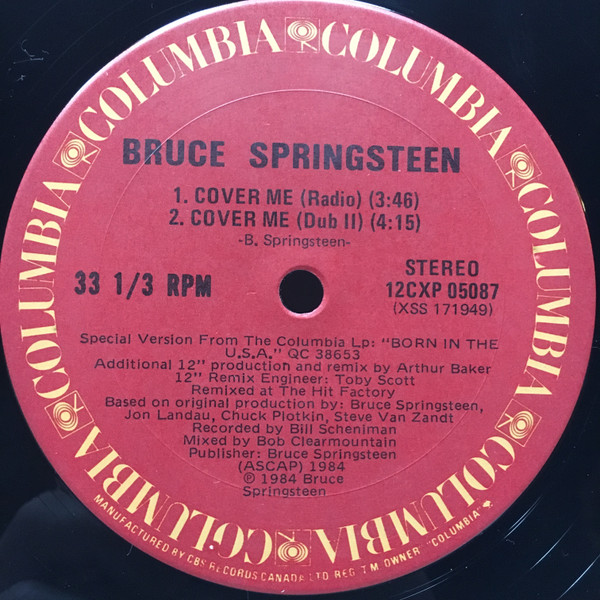 COLUMBIA COLUMBIA COLUMBIA COLUMBIA COLUMBIA COLUMBIA COLUMBIA COLUMBIA
BRUCE SPRINGSTEEN
1. COVER ME (Radio) (3:46)
2. COVER ME (Dub II) (4:15)
-B. Springsteen-
33 1/3 RPM
STEREO
12CXP 05087
(XSS 171949)
Special Version From The Columbia Lp: "BORN IN THE
U.S.A." QC 38653
Additional 12" production and remix by Arthur Baker
12" Remix Engineer: Toby Scott
Remixed at The Hit Factory
Based on original production by: Bruce Springsteen,
Jon Landau, Chuck Plotkin, Steve Van Zandt
Recorded by Bill Scheniman
Mixed by Bob Clearmountain
Publisher: Bruce Springsteen
(ASCAP) 1984
℗ 1984 Bruce
Springsteen
MANUFACTURED BY CBS RECORDS CANADA LTD REG. T.M. OWNER "COLUMBIA"